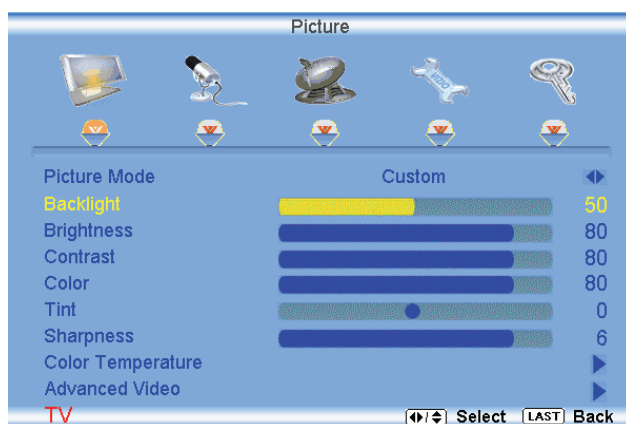 Picture
VIZIO
Picture Mode Custom
Backlight 50
Brightness 80
Contrast 80
Color 80
Tint 0
Sharpness 6
Color Temperature
Advanced Video
TV Select LAST Back